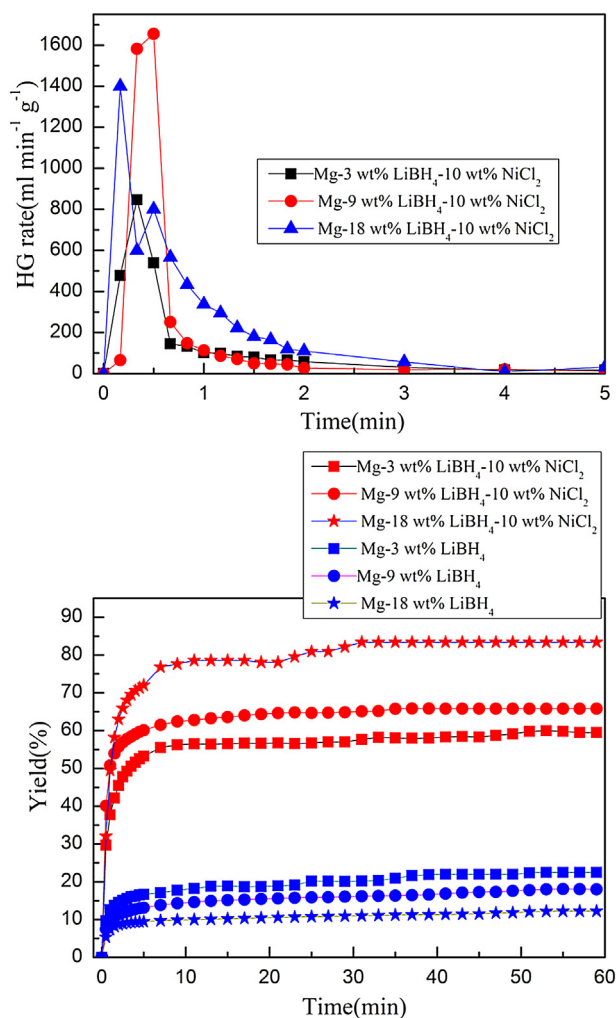 1600
1400
1200
1000
800
600
400
200
0
HG rate(ml min⁻¹ g⁻¹)
Mg-3 wt% LiBH₄-10 wt% NiCl₂
Mg-9 wt% LiBH₄-10 wt% NiCl₂
Mg-18 wt% LiBH₄-10 wt% NiCl₂
0 1 2 3 4 5
Time(min)
Mg-3 wt% LiBH₄-10 wt% NiCl₂
Mg-9 wt% LiBH₄-10 wt% NiCl₂
Mg-18 wt% LiBH₄-10 wt% NiCl₂
Mg-3 wt% LiBH₄
Mg-9 wt% LiBH₄
Mg-18 wt% LiBH₄
90
80
70
60
50
40
30
20
10
0
Yield(%)
0 10 20 30 40 50 60
Time(min)